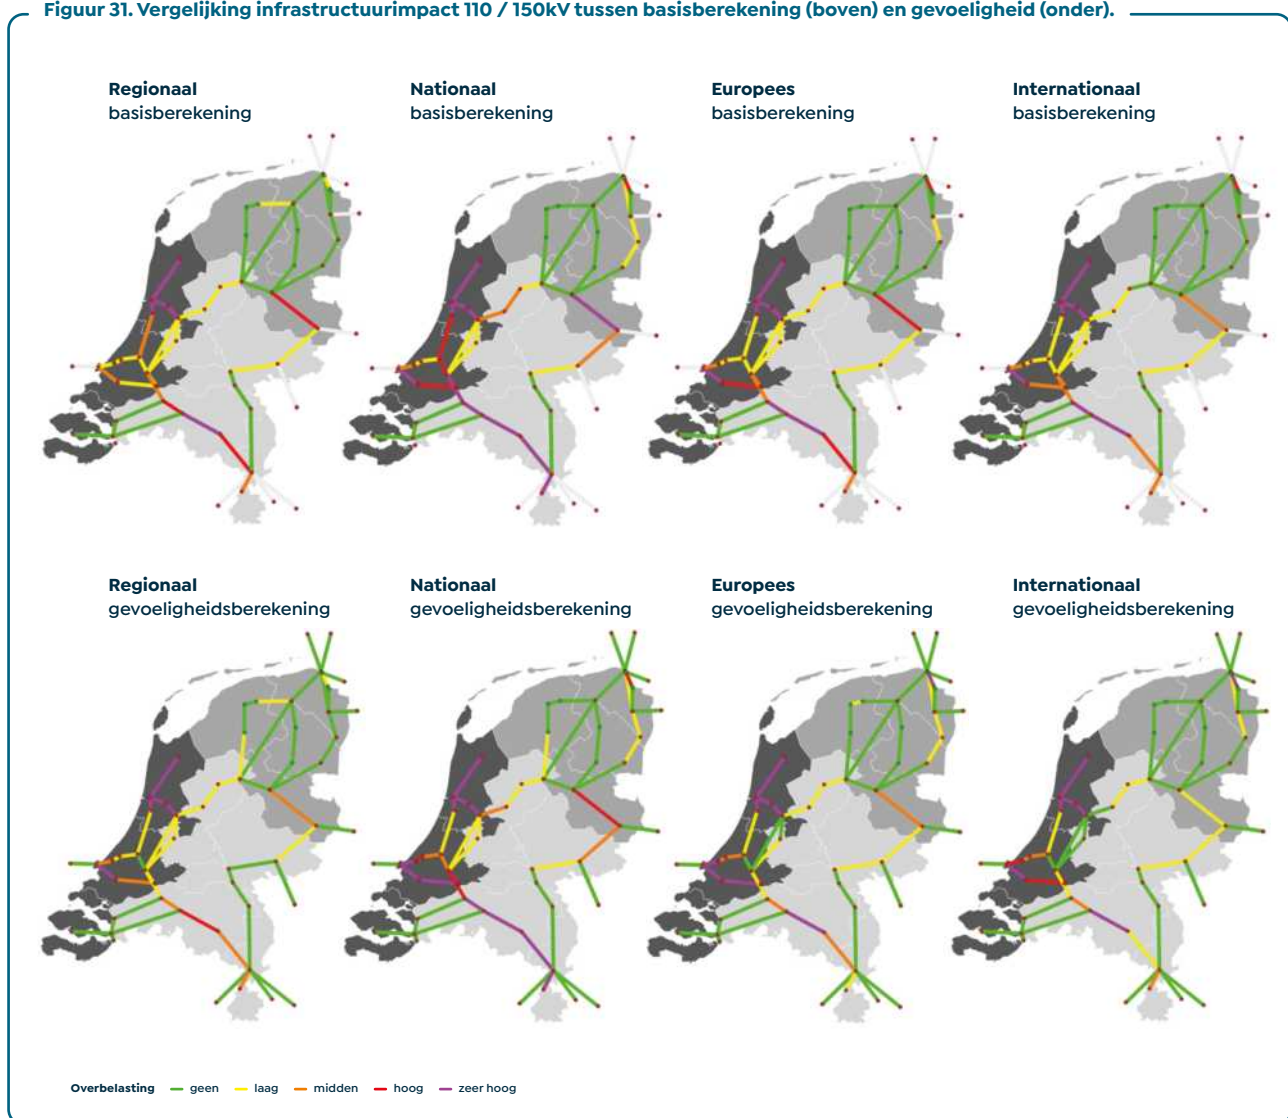 Figuur 31. Vergelijking infrastructuurimpact 110 / 150kV tussen basisberekening (boven) en gevoeligheid (onder).
Regionaal
basisberekening
Nationaal
basisberekening
Europees
basisberekening
Internationaal
basisberekening
Regionaal
gevoeligheidsberekening
Nationaal
gevoeligheidsberekening
Europees
gevoeligheidsberekening
Internationaal
gevoeligheidsberekening
Overbelasting geen laag midden hoog zeer hoog